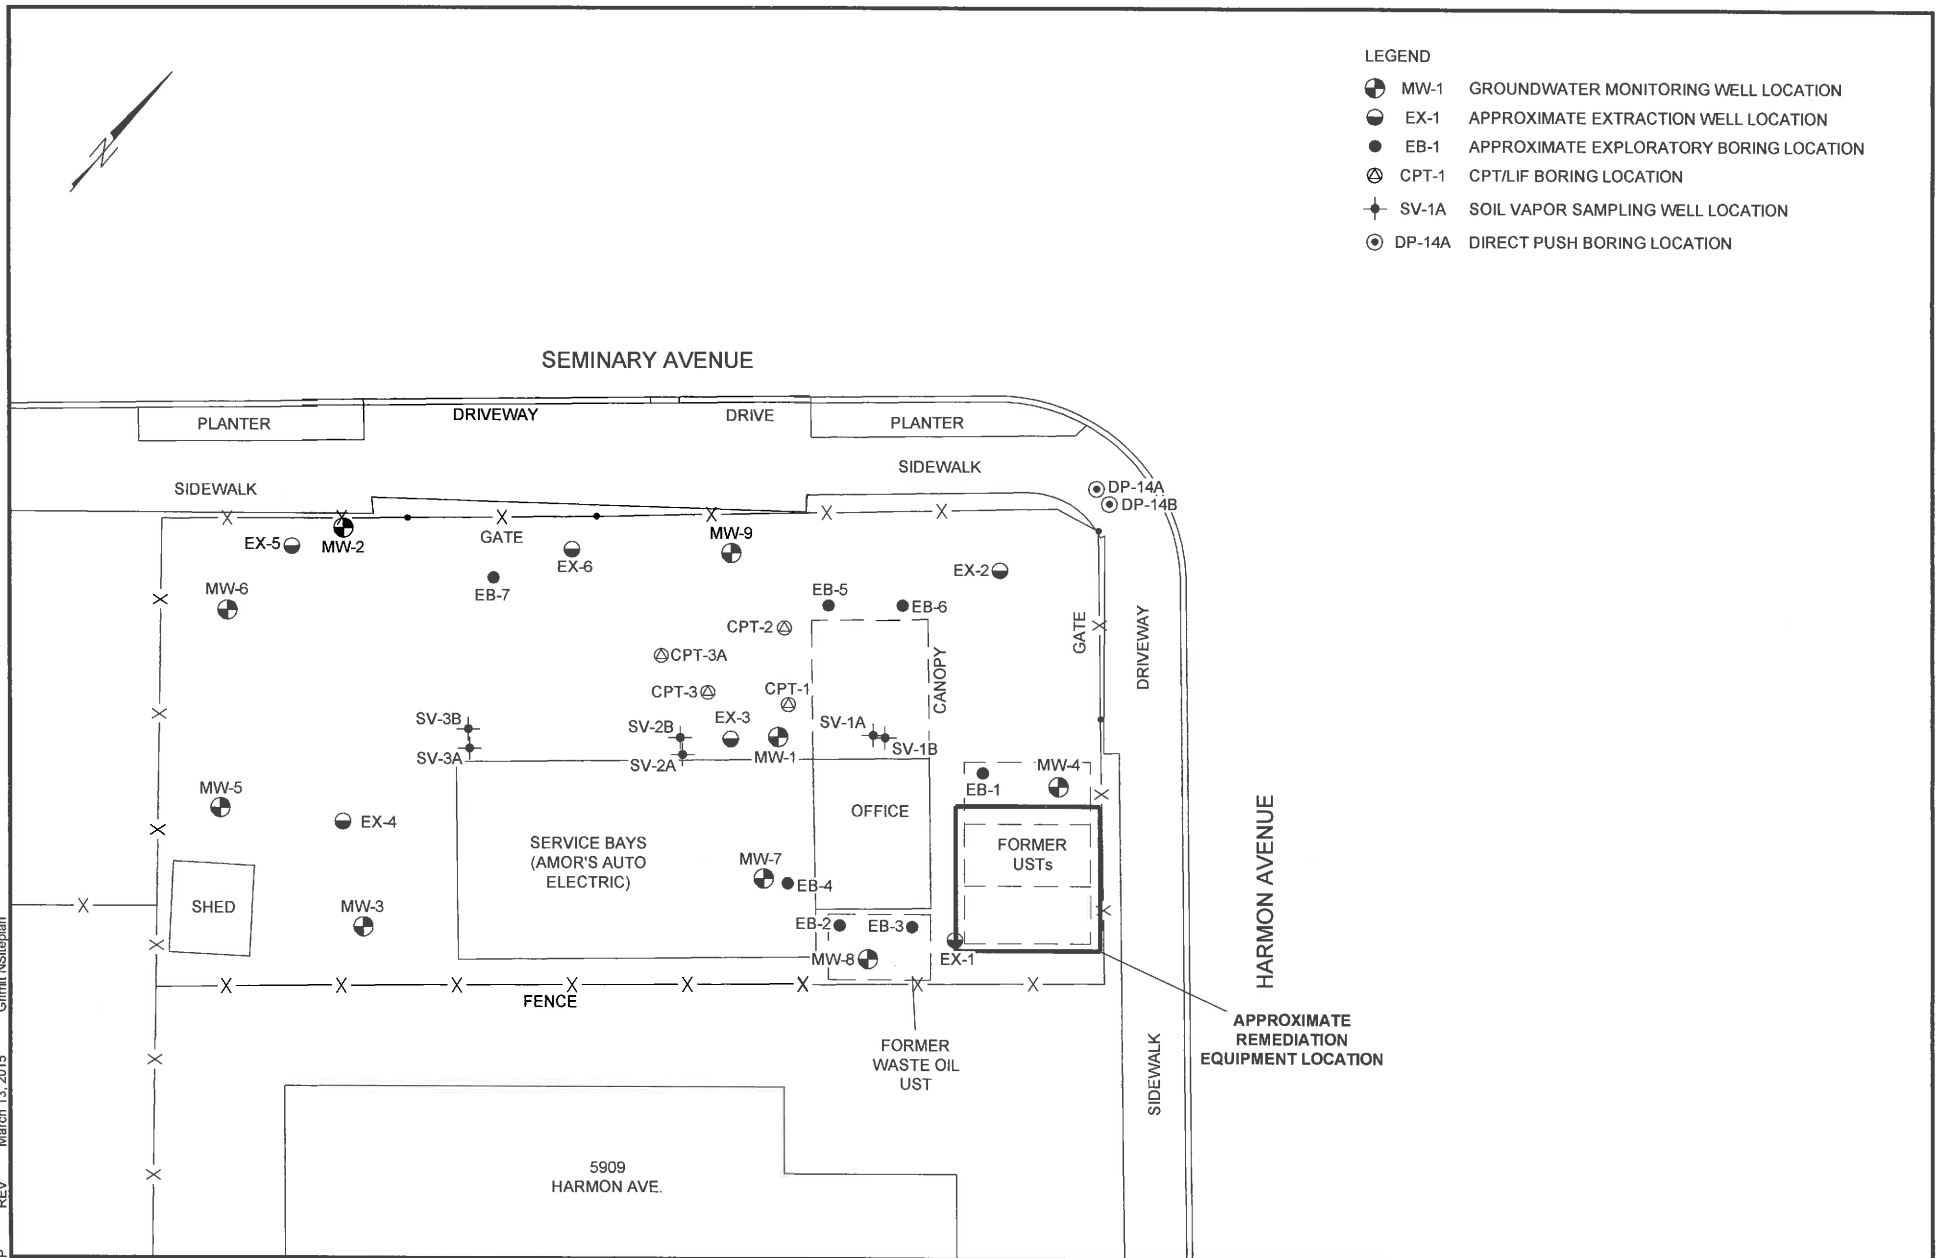 LEGEND
MW-1 GROUNDWATER MONITORING WELL LOCATION
EX-1 APPROXIMATE EXTRACTION WELL LOCATION
EB-1 APPROXIMATE EXPLORATORY BORING LOCATION
CPT-1 CPT/LIF BORING LOCATION
SV-1A SOIL VAPOR SAMPLING WELL LOCATION
DP-14A DIRECT PUSH BORING LOCATION
N
SEMINARY AVENUE
PLANTER
DRIVEWAY
DRIVE
PLANTER
SIDEWALK
SIDEWALK
DP-14A
DP-14B
EX-5
MW-2
GATE
MW-9
EX-6
EX-2
MW-6
EB-7
EB-5
EB-6
CPT-2
GATE
DRIVEWAY
CPT-3A
CANOPY
CPT-3
CPT-1
SV-3B
SV-2B
EX-3
SV-1A
SV-1B
SV-3A
SV-2A
MW-1
MW-4
EB-1
MW-5
EX-4
OFFICE
SERVICE BAYS
(AMOR'S AUTO
ELECTRIC)
FORMER
USTs
MW-7
EB-4
HARMON AVENUE
SHED
MW-3
EB-2
EB-3
MW-8
EX-1
FENCE
APPROXIMATE
REMEDIATION
EQUIPMENT LOCATION
FORMER
WASTE OIL
UST
SIDEWALK
5909
HARMON AVE.
REV March 13, 2015